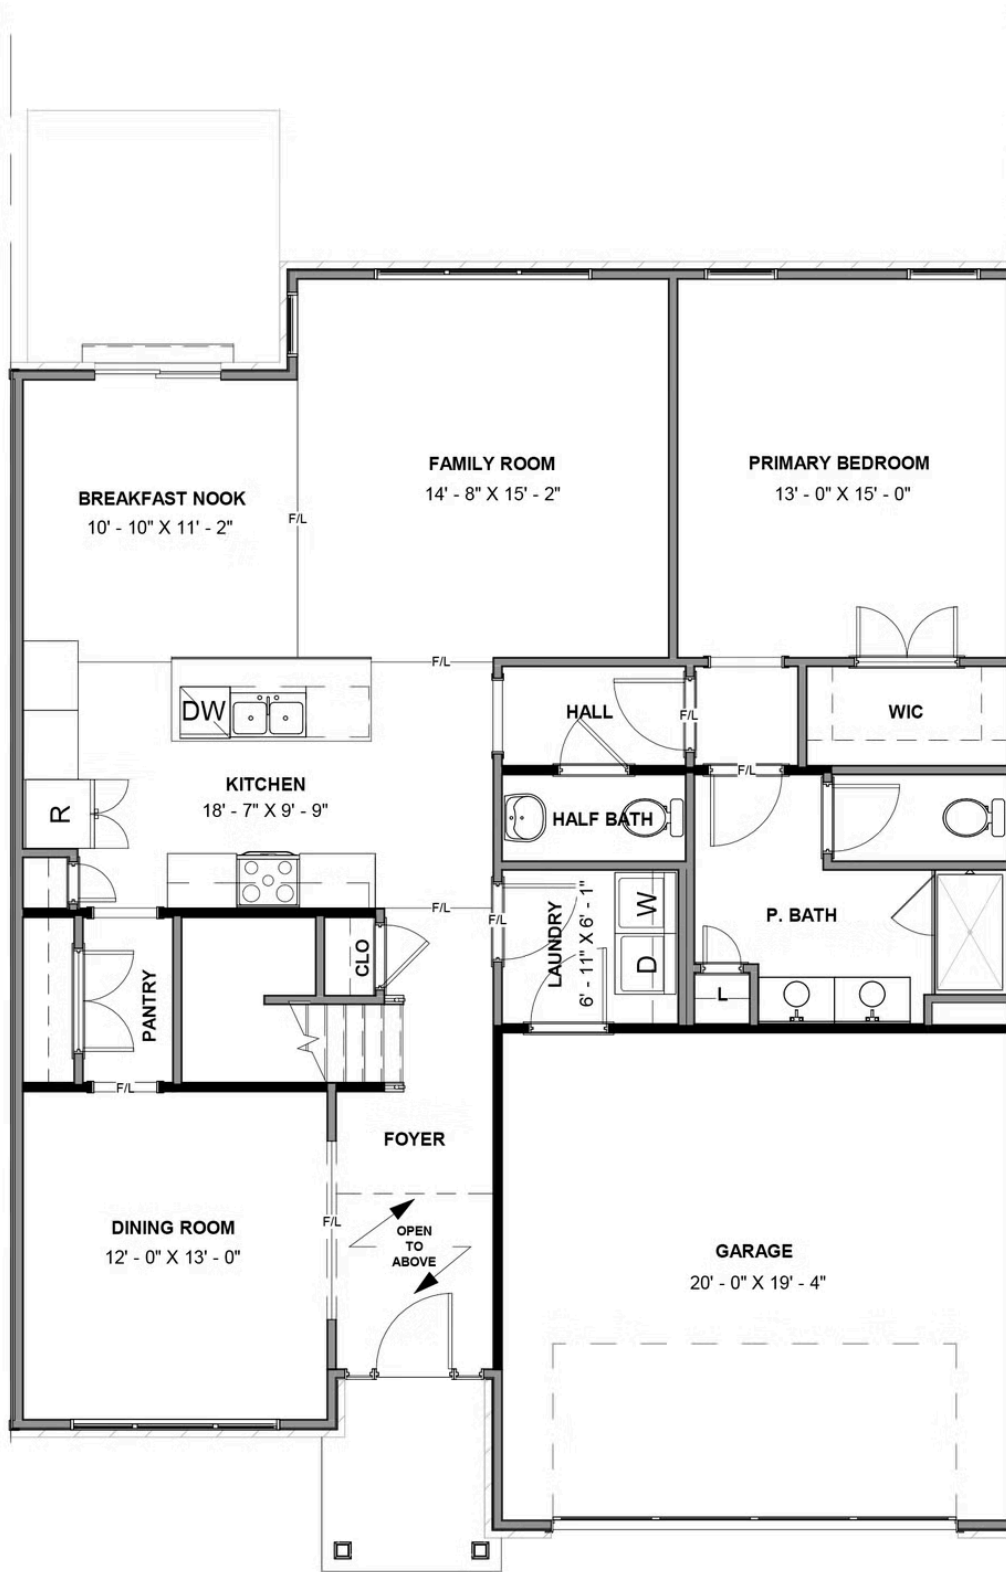 FAMILY ROOM
14' - 8" X 15' - 2"
PRIMARY BEDROOM
13' - 0" X 15' - 0"
BREAKFAST NOOK
10' - 10" X 11' - 2"
F/L
F/L
DW
HALL
F/L
WIC
F/L
KITCHEN
18' - 7" X 9' - 9"
R
HALF BATH
F/L
F/L
LAUNDRY
6' - 11" X 6' - 1"
W
D
P. BATH
CLO
L
PANTRY
F/L
FOYER
DINING ROOM
12' - 0" X 13' - 0"
F/L
OPEN
TO
ABOVE
GARAGE
20' - 0" X 19' - 4"